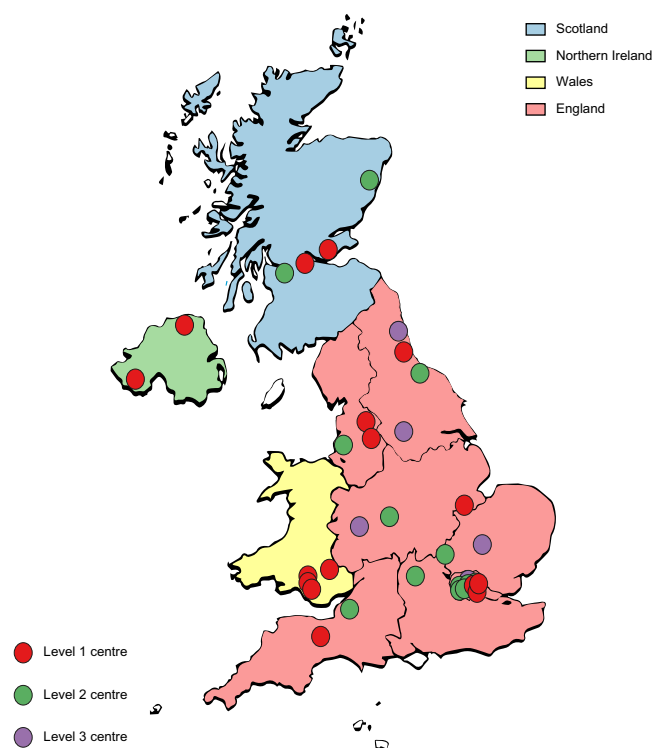 Scotland
Northern Ireland
Wales
England
Level 1 centre
Level 2 centre
Level 3 centre